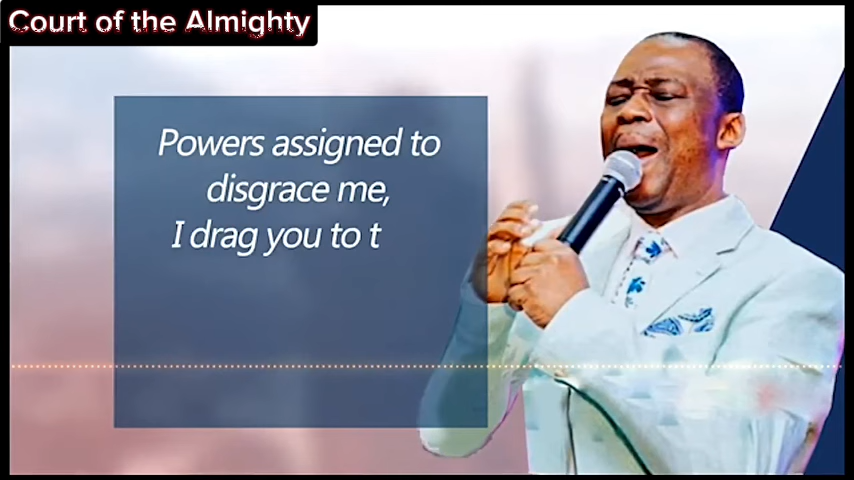 Court of the Almighty
Powers assigned to
disgrace me,
I drag you to t